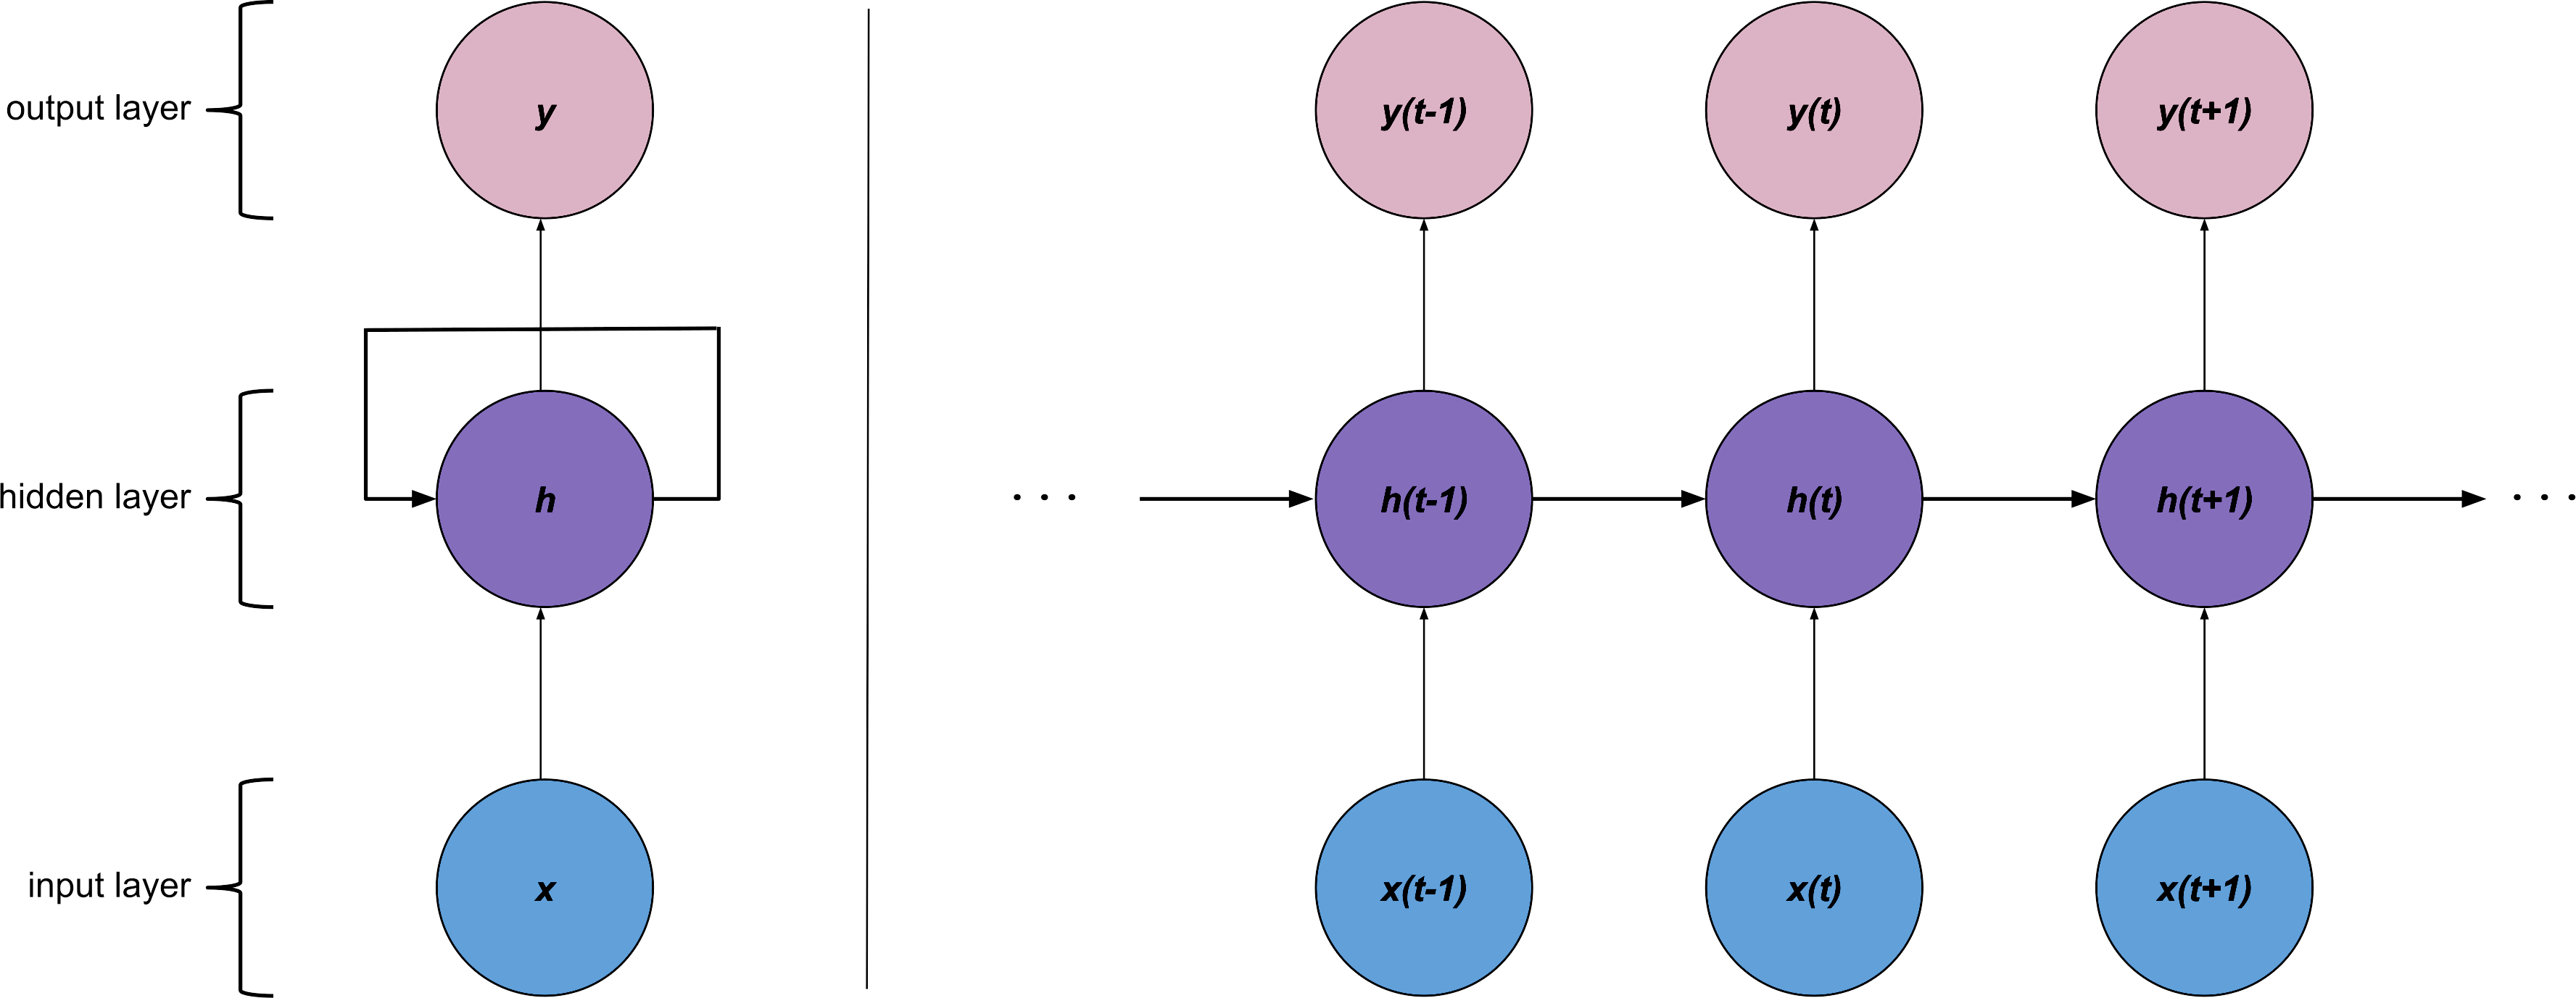 output layer
y
y(t-1)
y(t)
y(t+1)
hidden layer
h
. . .
h(t-1)
h(t)
h(t+1)
. . .
input layer
x
x(t-1)
x(t)
x(t+1)